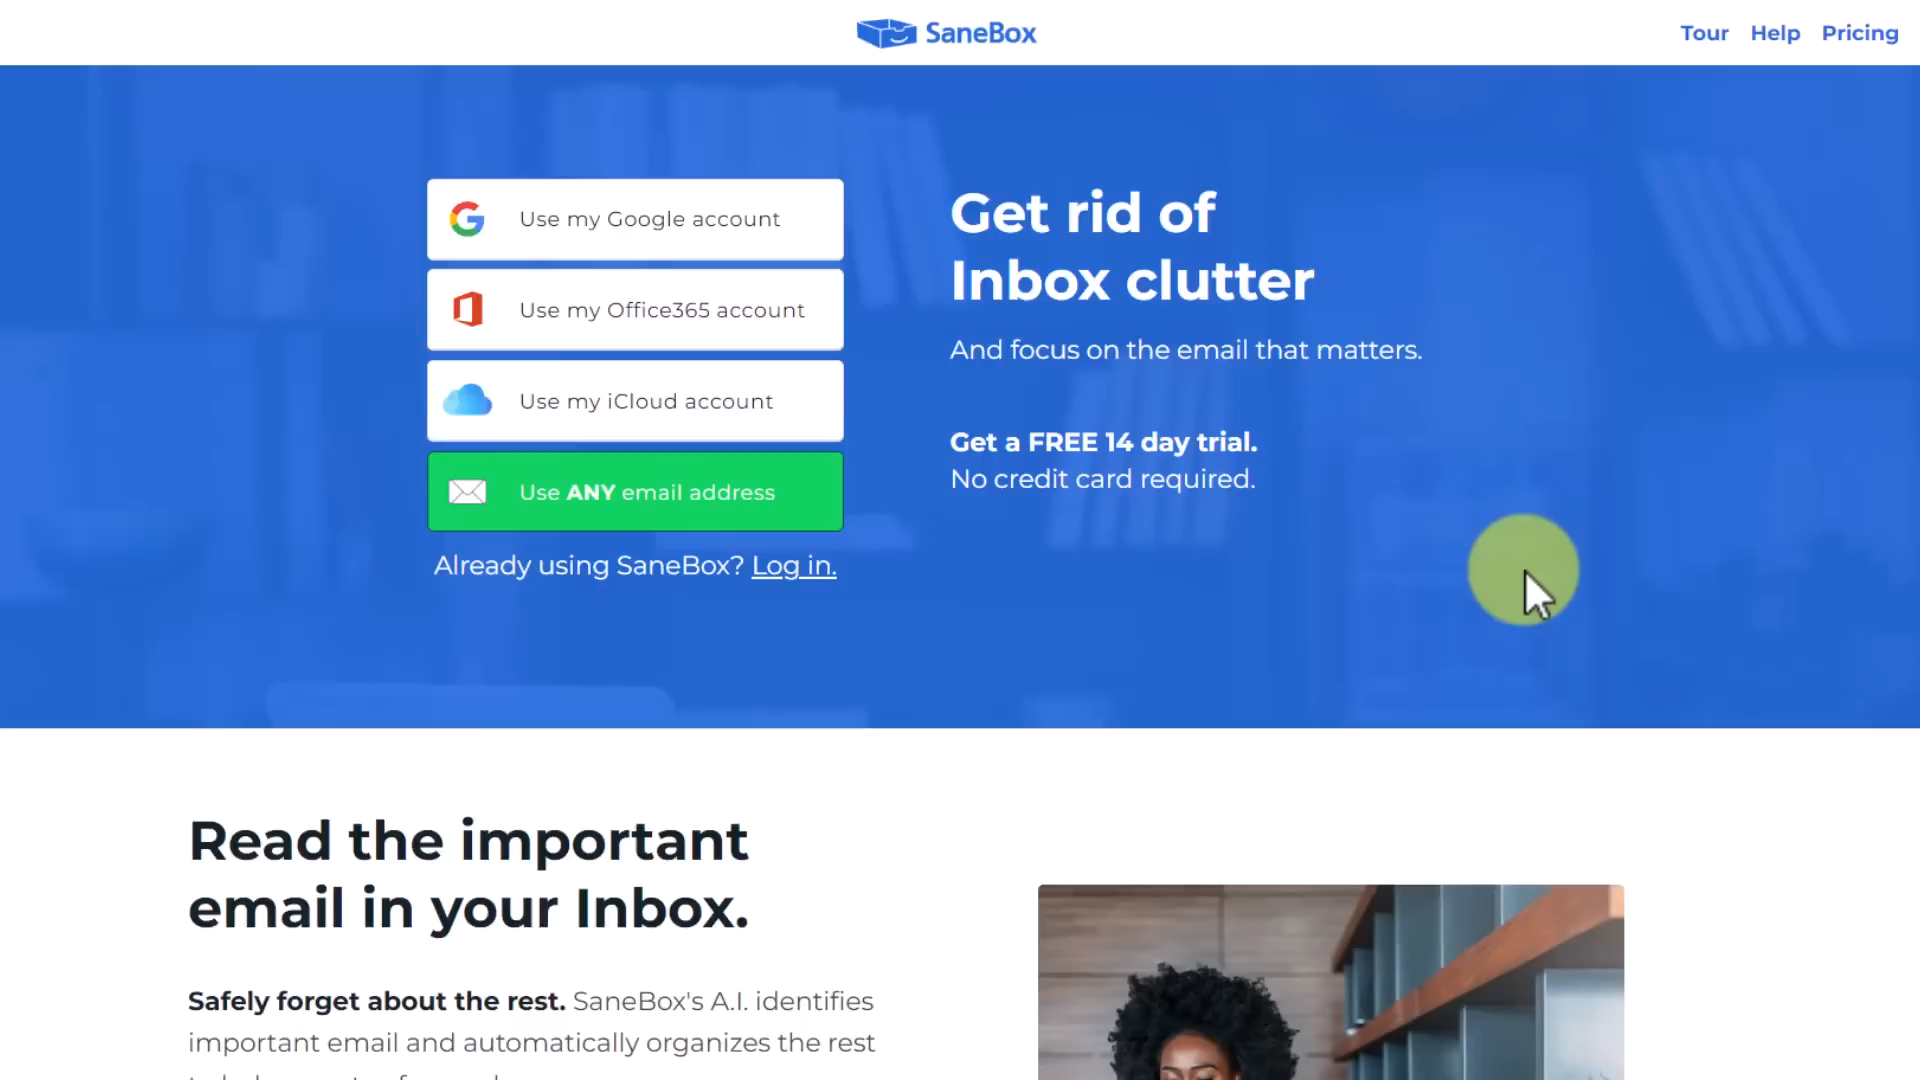 SaneBox
Tour Help Pricing
Use my Google account
Use my Office365 account
Use my iCloud account
Use ANY email address
Already using SaneBox? Log in.
Get rid of
Inbox clutter
And focus on the email that matters.
Get a FREE 14 day trial.
No credit card required.
Read the important
email in your Inbox.
Safely forget about the rest. SaneBox's A.I. identifies
important email and automatically organizes the rest